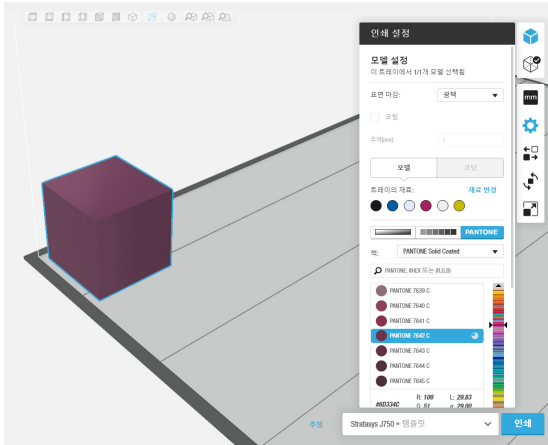 인쇄 설정
모델 설정
이 트레이에서 1/1개 모델 선택됨
표면 마감: 광택
코팅
두께(mm) 1
모델 코팅
트레이의 재료: 재료 변경
PANTONE
책: PANTONE Solid Coated
PANTONE, #HEX 또는 (R,G,B)
PANTONE 7639 C
PANTONE 7640 C
PANTONE 7641 C
PANTONE 7642 C
PANTONE 7643 C
PANTONE 7644 C
PANTONE 7645 C
R: 109 L: 29.83
#6D334C G: 51 29.00
mm
추정 Stratasys J750 • 템플릿 인쇄